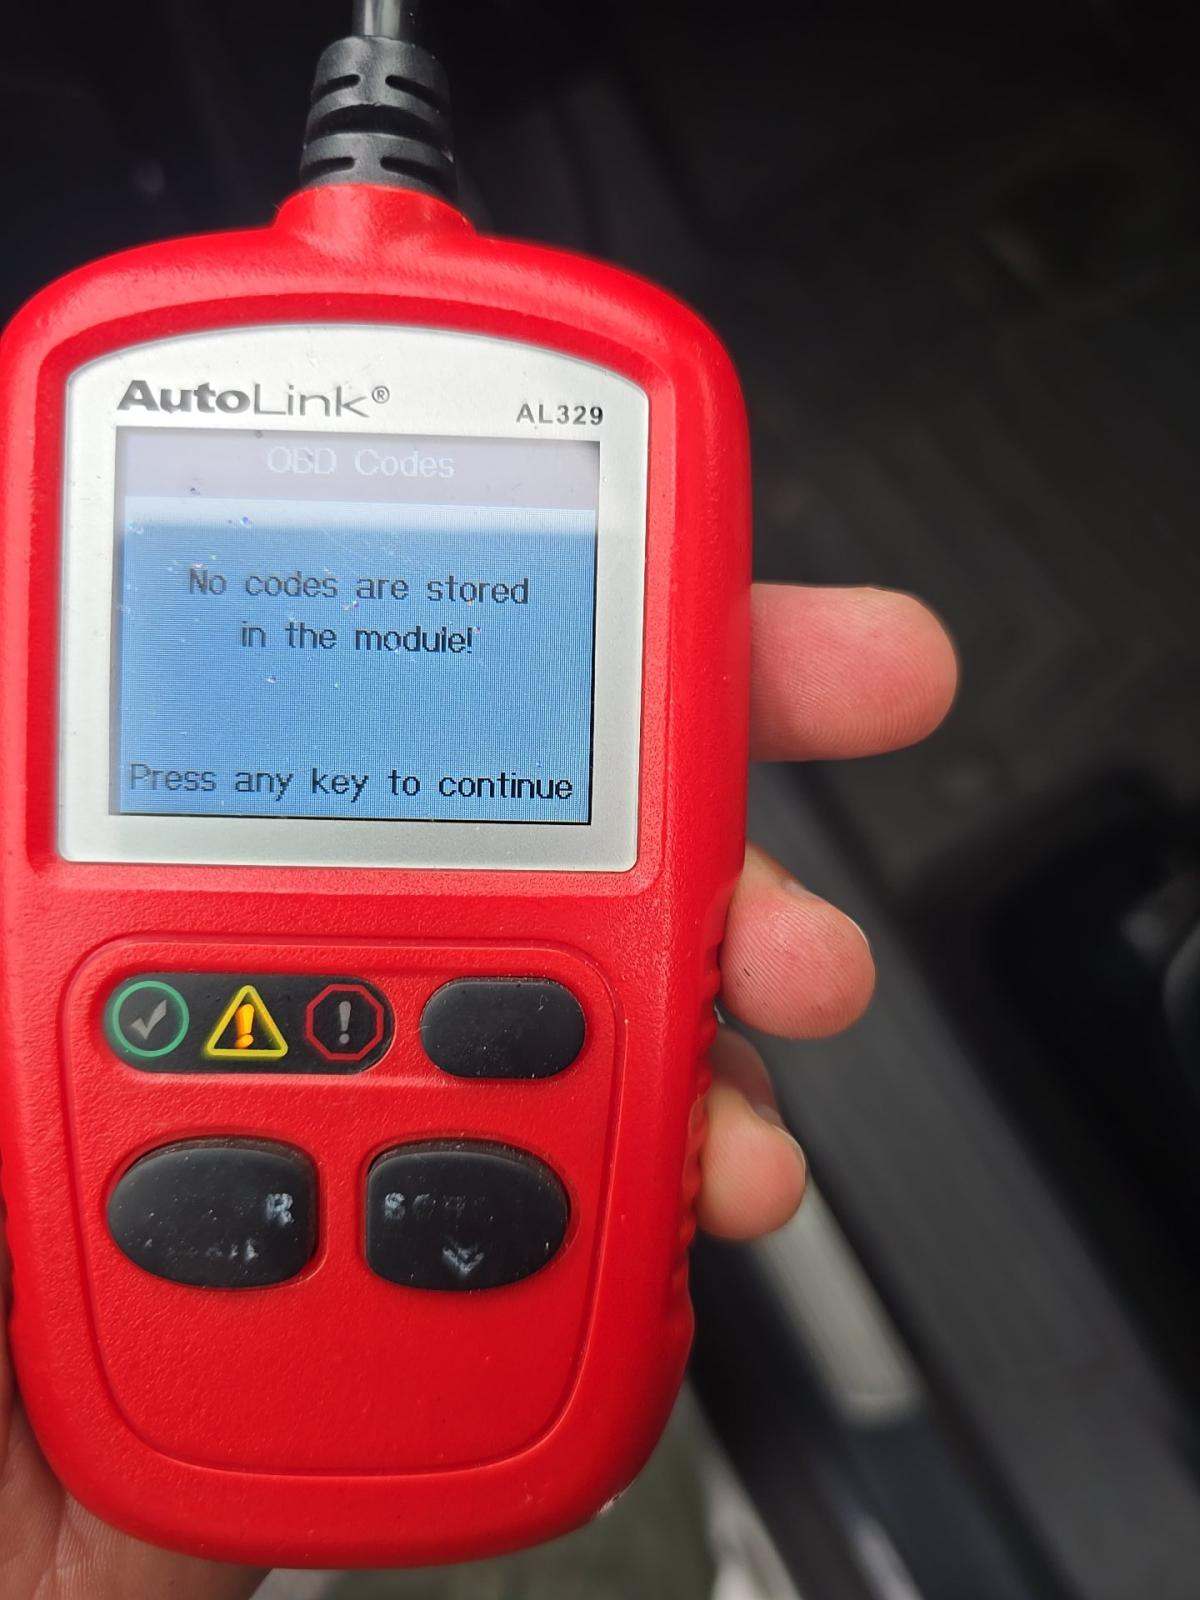 AutoLink®
AL329
OBD Codes
No codes are stored
in the module!
Press any key to continue
R